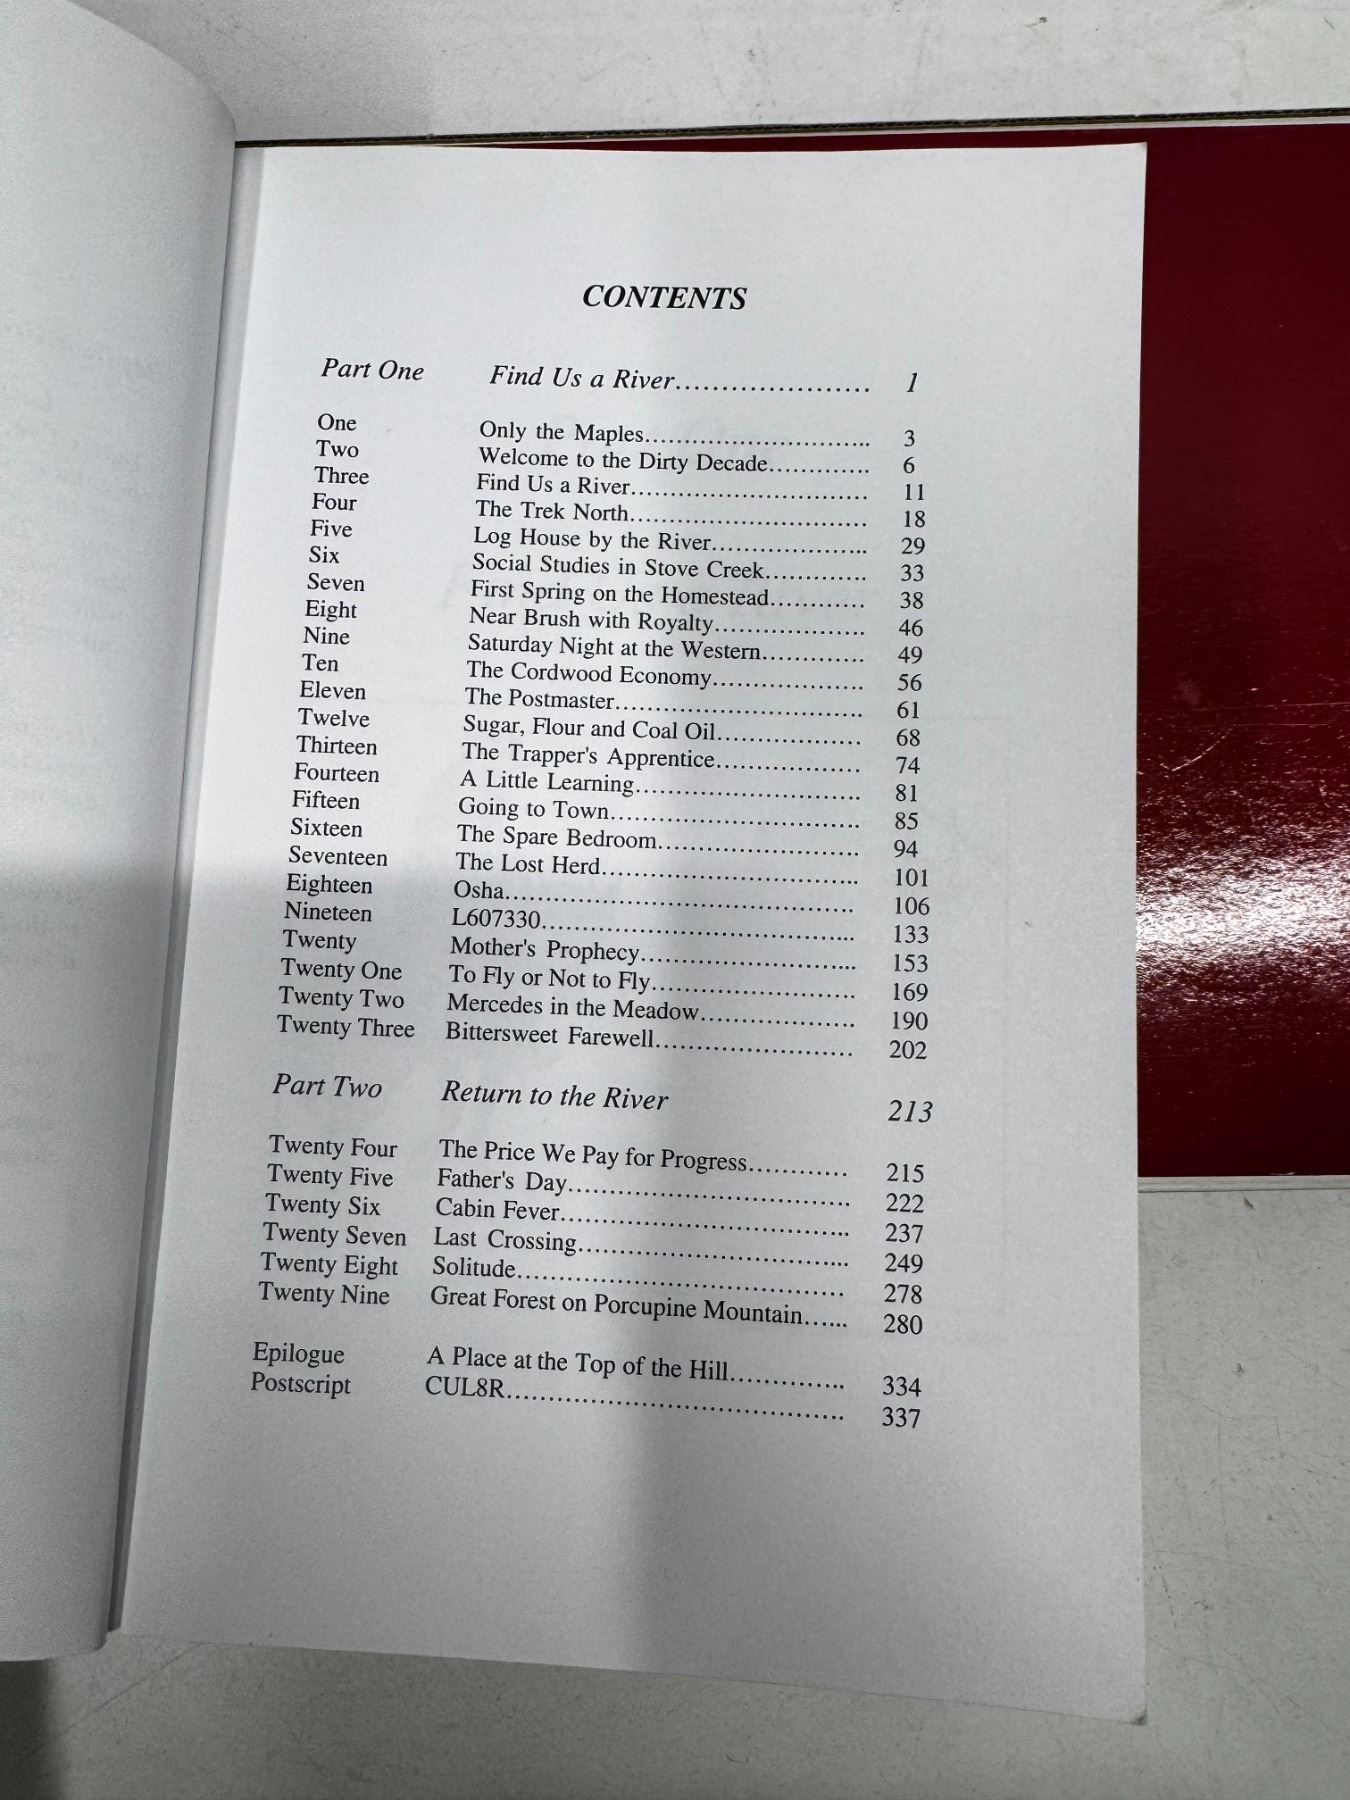 CONTENTS
Part One Find Us a River..................... 1
One Only the Maples............................ 3
Two Welcome to the Dirty Decade............. 6
Three Find Us a River............................. 11
Four The Trek North............................. 18
Five Log House by the River..................... 29
Six Social Studies in Stove Creek............. 33
Seven First Spring on the Homestead............ 38
Eight Near Brush with Royalty................... 46
Nine Saturday Night at the Western............. 49
Ten The Cordwood Economy................... 56
Eleven The Postmaster............................... 61
Twelve Sugar, Flour and Coal Oil.................. 68
Thirteen The Trapper's Apprentice.................. 74
Fourteen A Little Learning............................ 81
Fifteen Going to Town............................... 85
Sixteen The Spare Bedroom......................... 94
Seventeen The Lost Herd................................ 101
Eighteen Osha........................................... 106
Nineteen L607330....................................... 133
Twenty Mother's Prophecy........................... 153
Twenty One To Fly or Not to Fly......................... 169
Twenty Two Mercedes in the Meadow................... 190
Twenty Three Bittersweet Farewell........................ 202
Part Two Return to the River 213
Twenty Four The Price We Pay for Progress............ 215
Twenty Five Father's Day.................................. 222
Twenty Six Cabin Fever................................... 237
Twenty Seven Last Crossing................................. 249
Twenty Eight Solitude........................................ 278
Twenty Nine Great Forest on Porcupine Mountain...... 280
Epilogue A Place at the Top of the Hill.............. 334
Postscript CUL8R......................................... 337